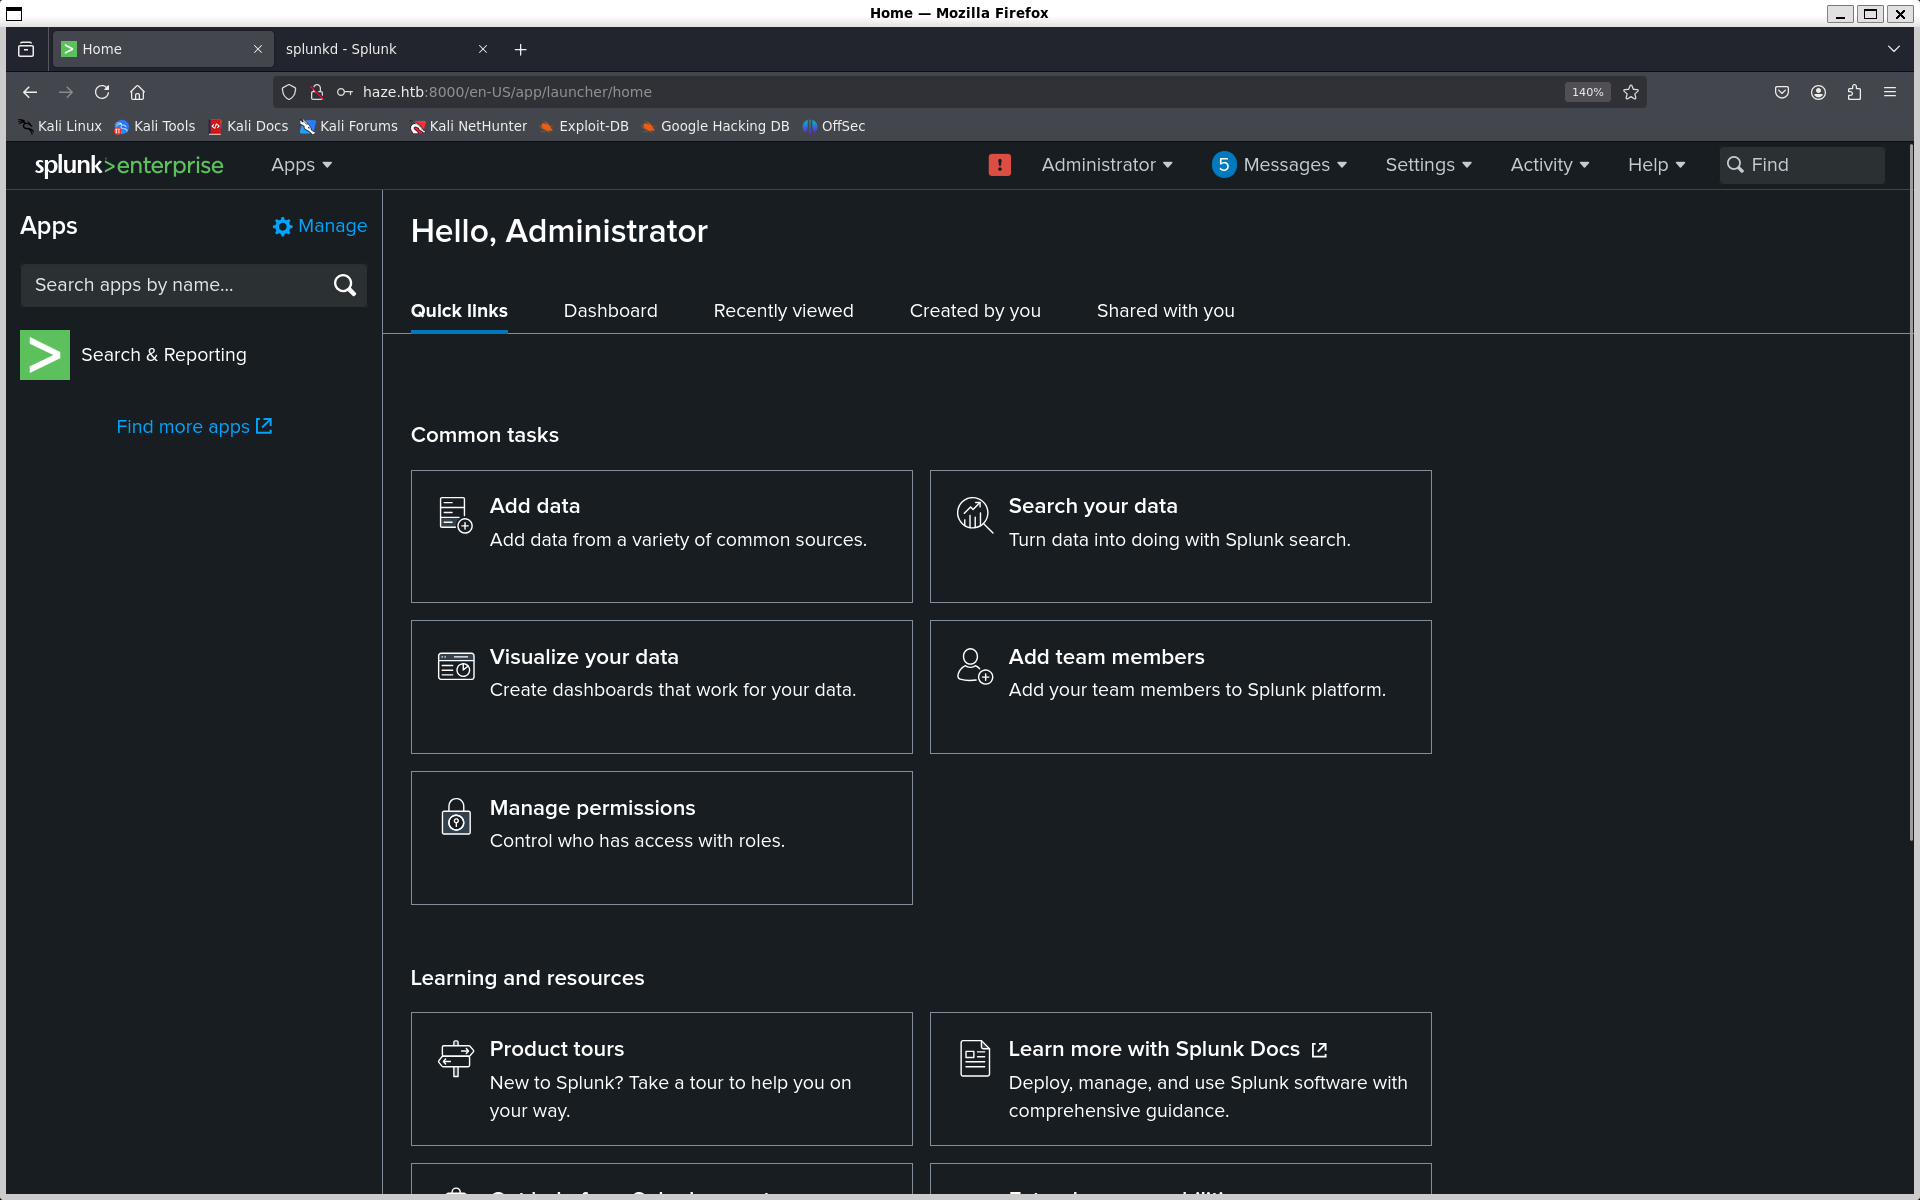 Home — Mozilla Firefox
Home
splunkd - Splunk
haze.htb:8000/en-US/app/launcher/home
140%
Kali Linux
Kali Tools
Kali Docs
Kali Forums
Kali NetHunter
Exploit-DB
Google Hacking DB
OffSec
splunk>enterprise
Apps
!
Administrator
5 Messages
Settings
Activity
Help
Find
Apps
Manage
Search apps by name...
Search & Reporting
Find more apps
Hello, Administrator
Quick links
Dashboard
Recently viewed
Created by you
Shared with you
Common tasks
Add data
Add data from a variety of common sources.
Search your data
Turn data into doing with Splunk search.
Visualize your data
Create dashboards that work for your data.
Add team members
Add your team members to Splunk platform.
Manage permissions
Control who has access with roles.
Learning and resources
Product tours
New to Splunk? Take a tour to help you on
your way.
Learn more with Splunk Docs
Deploy, manage, and use Splunk software with
comprehensive guidance.